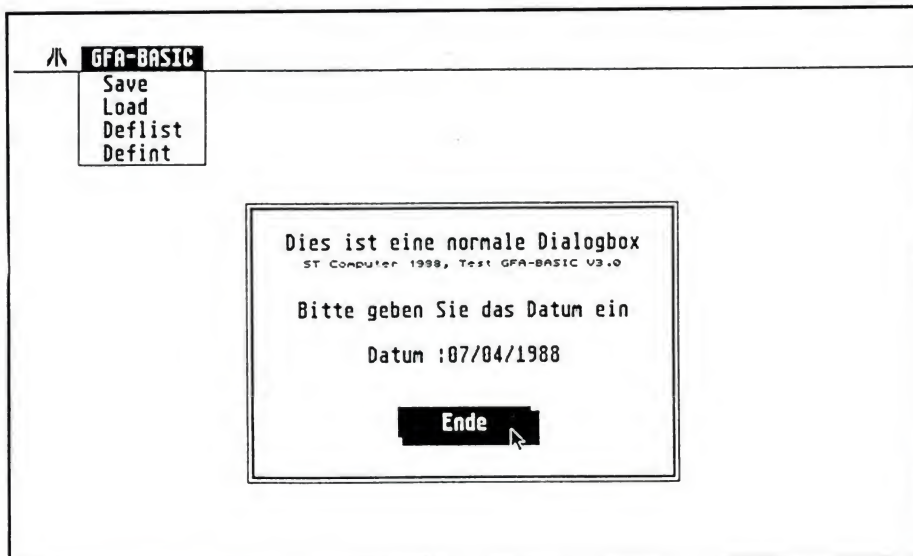 GFA-BASIC
Save
Load
Deflist
Defint
Dies ist eine normale Dialogbox
ST Computer 1998, Test GFA-BASIC V3.0
Bitte geben Sie das Datum ein
Datum :07/04/1988
Ende